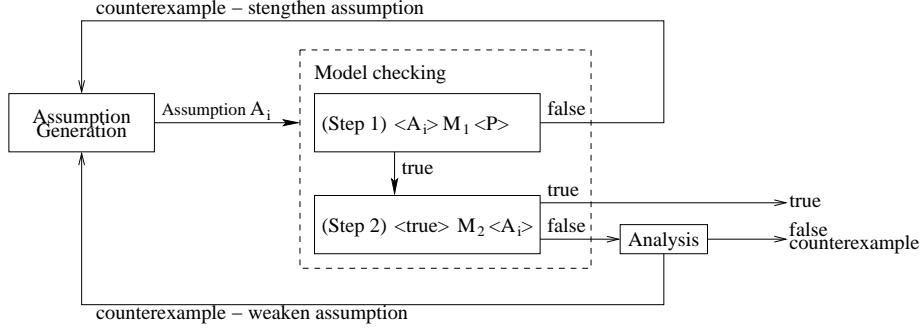 counterexample – stengthen assumption
Model checking
Assumption
Generation
Assumption A_i
(Step 1) <A_i> M_1 <P>
false
true
(Step 2) <true> M_2 <A_i>
true
false
true
Analysis
false
counterexample
counterexample – weaken assumption